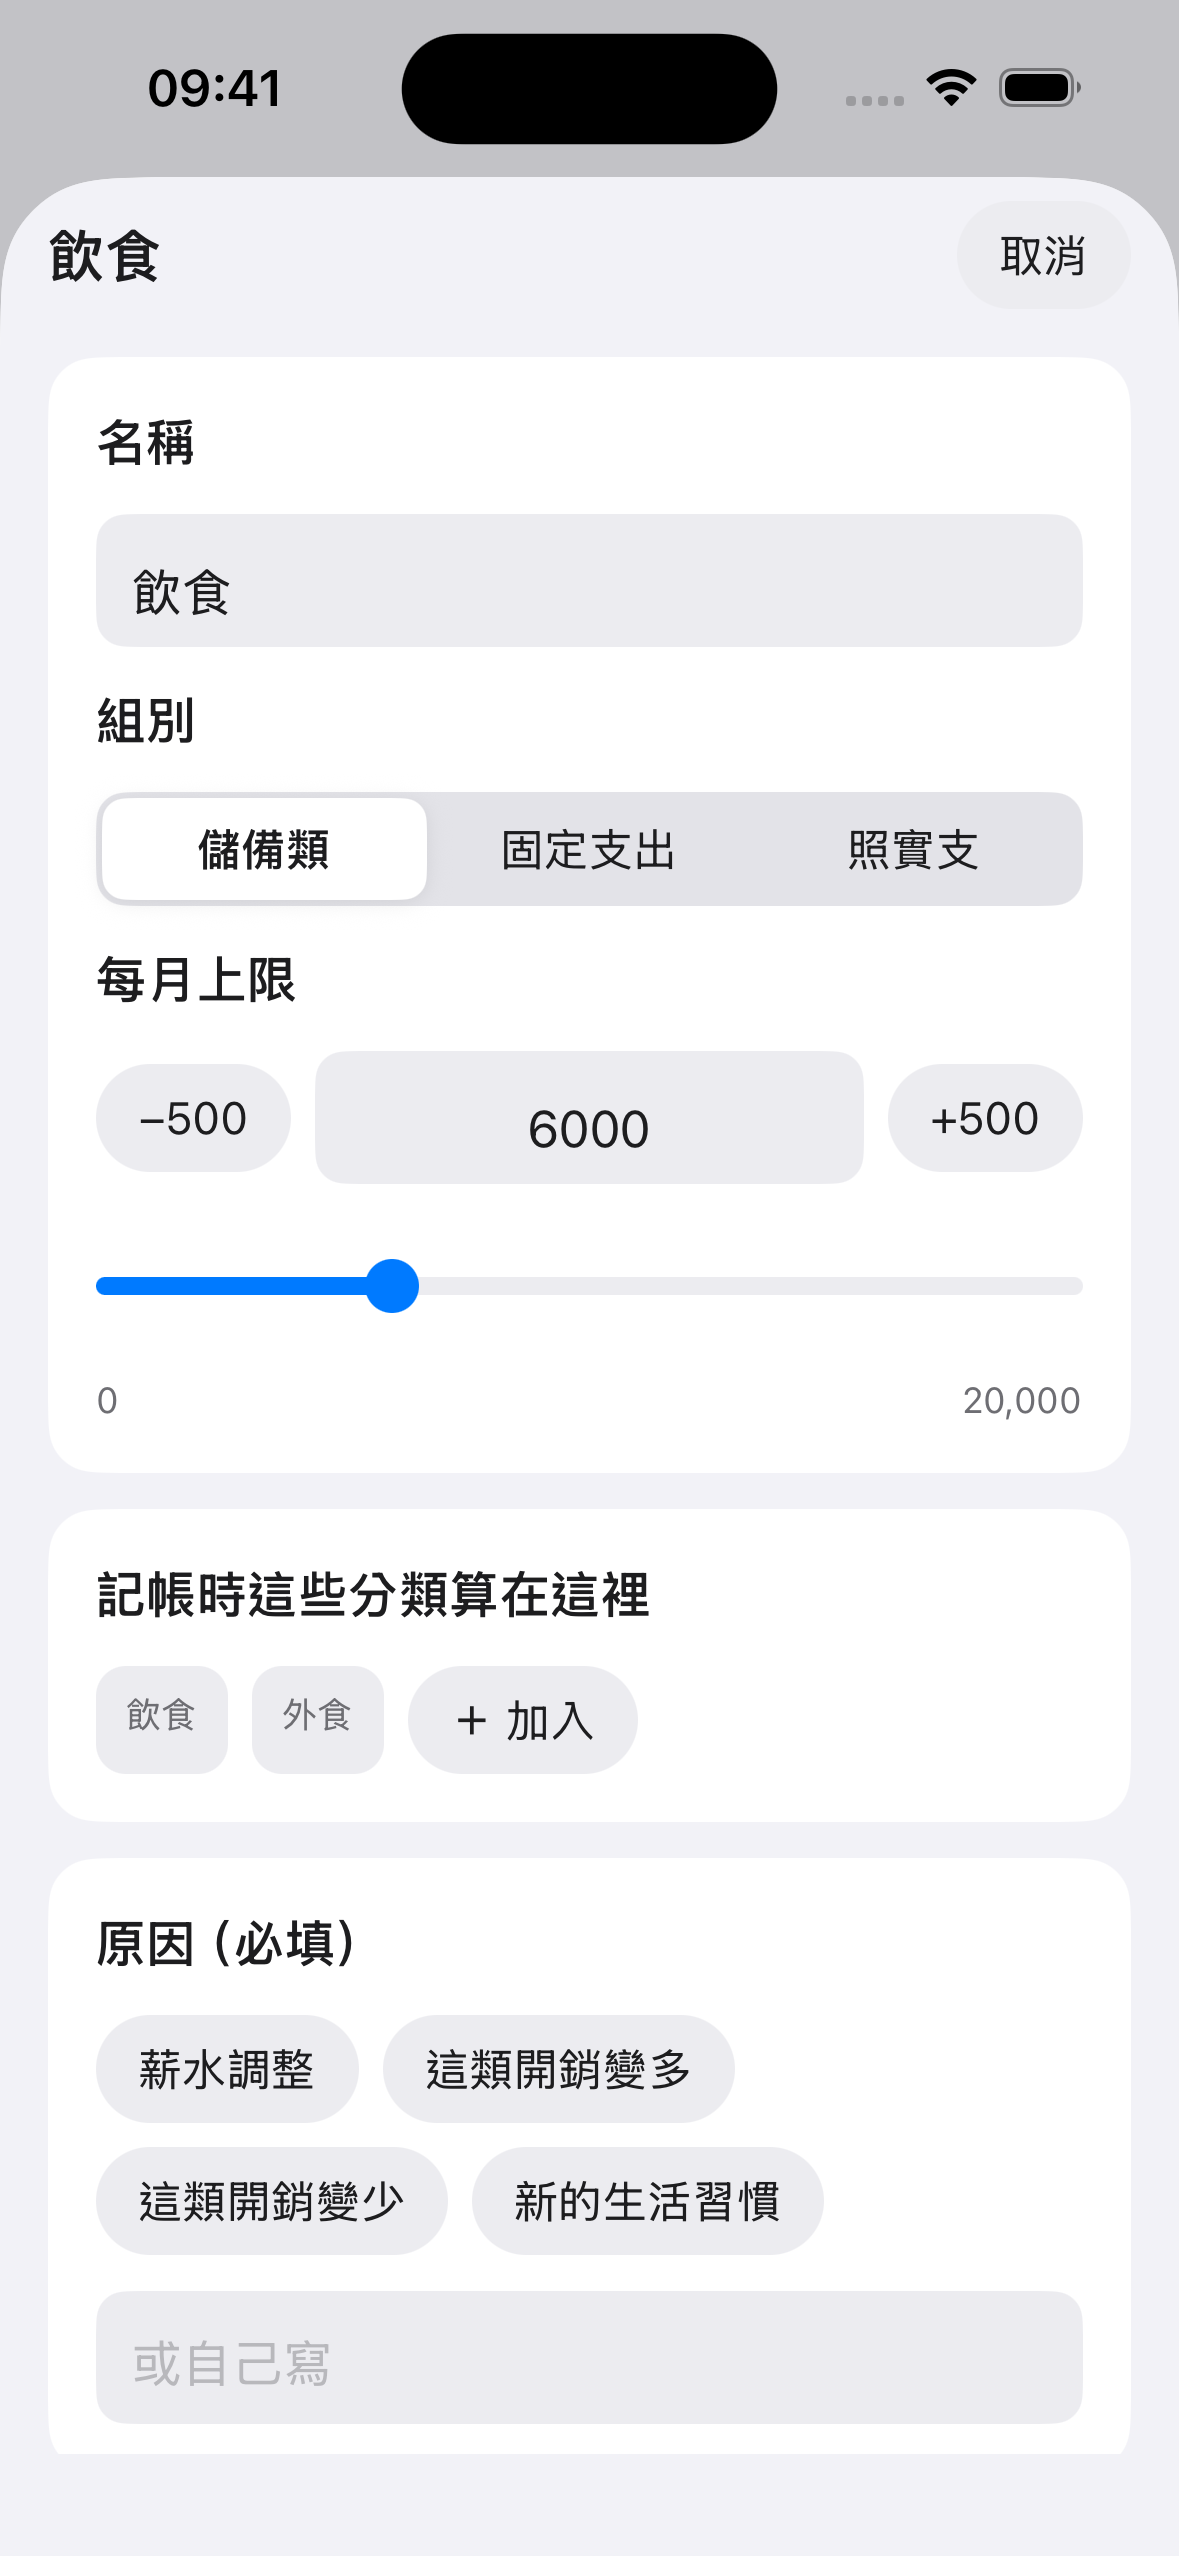 09:41
飲食
取消
名稱
飲食
組別
儲備類 固定支出 照實支
每月上限
−500 6000 +500
0 20,000
記帳時這些分類算在這裡
飲食 外食 + 加入
原因（必填）
薪水調整 這類開銷變多
這類開銷變少 新的生活習慣
或自己寫